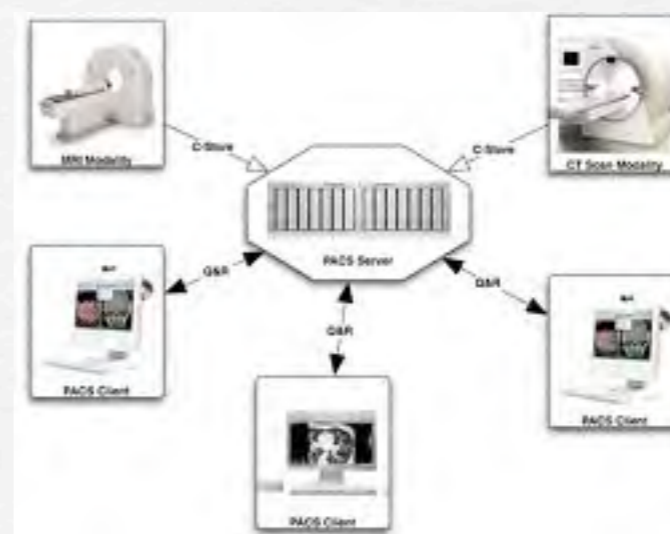 MRI Modality
C-Store
C-Store
CT Scan Modality
PACS Server
Q&R
Q&R
Q&R
PACS Client
PACS Client
PACS Client